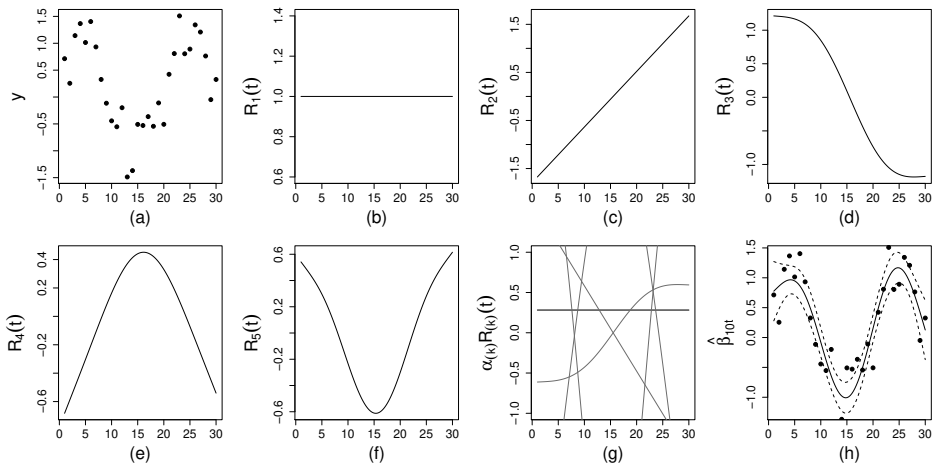 y
-1.5 -0.5 0.5 1.5
0 5 10 15 20 25 30
(a)
R1(t)
0.6 0.8 1.0 1.2 1.4
0 5 10 15 20 25 30
(b)
R2(t)
-1.5 -0.5 0.5 1.5
0 5 10 15 20 25 30
(c)
R3(t)
-1.0 0.0 0.5 1.0
0 5 10 15 20 25 30
(d)
R4(t)
-0.6 -0.2 0.4
0 5 10 15 20 25 30
(e)
R5(t)
-0.6 -0.2 0.2 0.6
0 5 10 15 20 25 30
(f)
α(k)R(k)(t)
-1.0 -0.5 0.0 0.5 1.0
0 5 10 15 20 25 30
(g)
β̂10t
-1.0 0.0 0.5 1.0 1.5
0 5 10 15 20 25 30
(h)